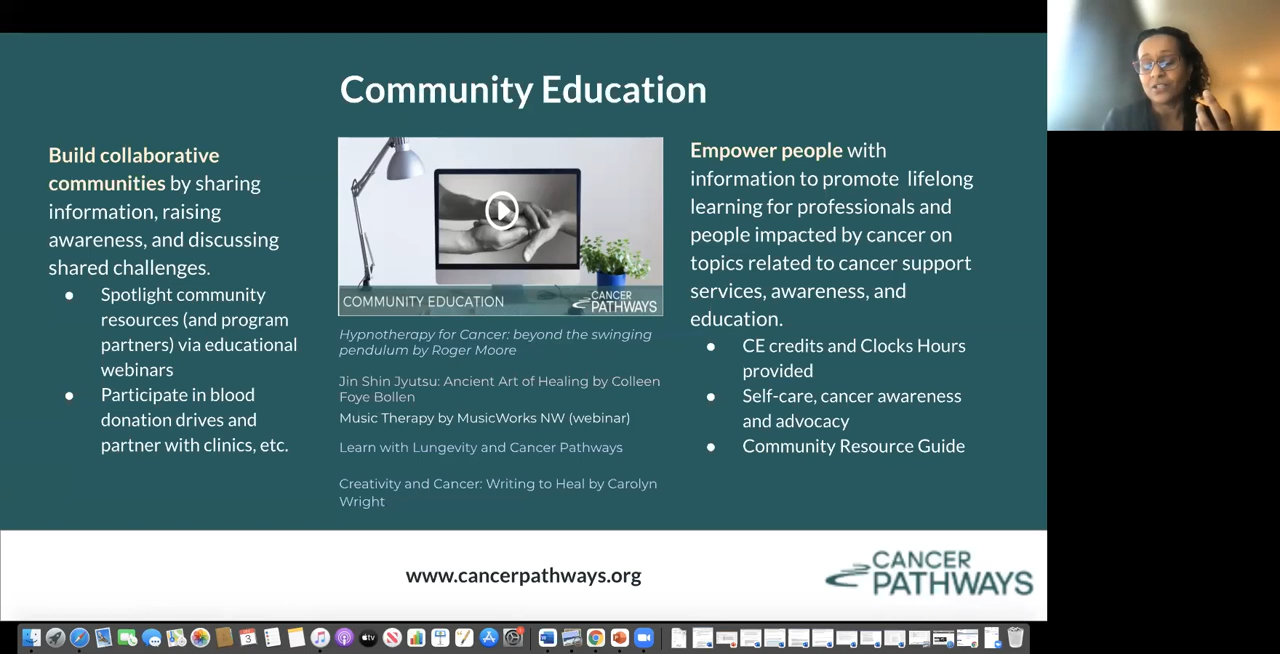 Community Education
Build collaborative
communities by sharing
information, raising
awareness, and discussing
shared challenges.
● Spotlight community
resources (and program
partners) via educational
webinars
● Participate in blood
donation drives and
partner with clinics, etc.
COMMUNITY EDUCATION
CANCER
PATHWAYS
Hypnotherapy for Cancer: beyond the swinging
pendulum by Roger Moore
Jin Shin Jyutsu: Ancient Art of Healing by Colleen
Foye Bollen
Music Therapy by MusicWorks NW (webinar)
Learn with Lungevity and Cancer Pathways
Creativity and Cancer: Writing to Heal by Carolyn
Wright
Empower people with
information to promote lifelong
learning for professionals and
people impacted by cancer on
topics related to cancer support
services, awareness, and
education.
● CE credits and Clocks Hours
provided
● Self-care, cancer awareness
and advocacy
● Community Resource Guide
www.cancerpathways.org
CANCER
PATHWAYS
3
tv